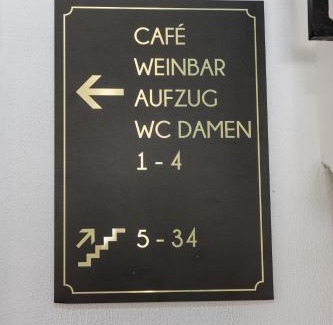 CAFÉ
WEINBAR
AUFZUG
WC DAMEN
1 - 4
5 - 34